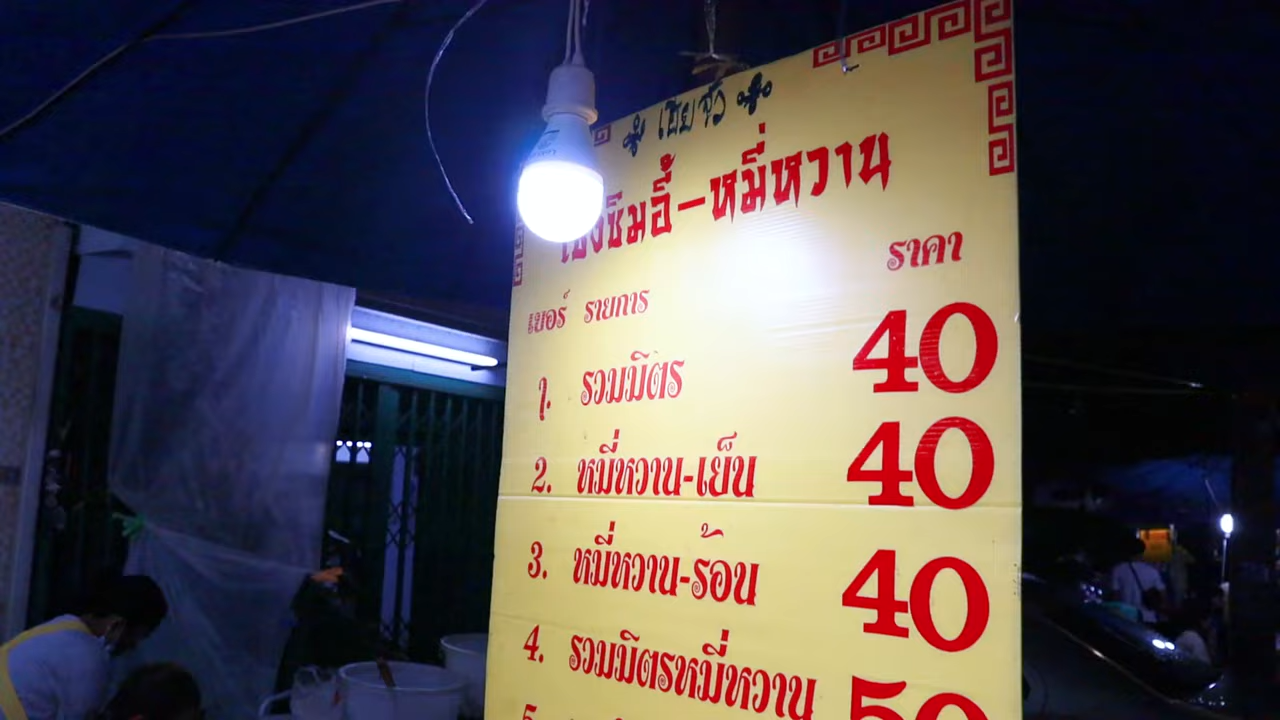 เฮียจั๊ว
เช็งซิมอี๊-หมี่หวาน
ราคา
เบอร์ รายการ
1. รวมมิตร 40
2. หมี่หวาน-เย็น 40
3. หมี่หวาน-ร้อน 40
4. รวมมิตรหมี่หวาน 50
5.